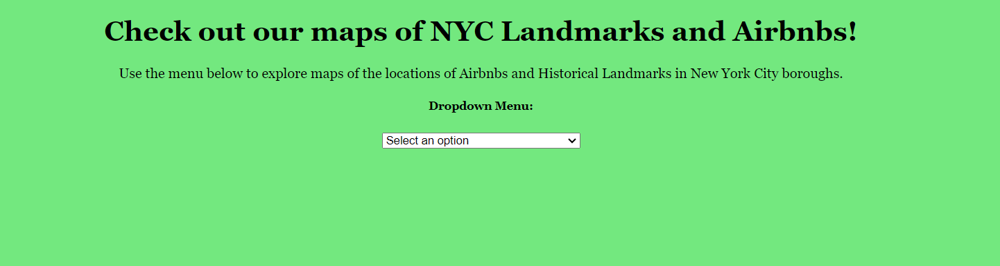 Check out our maps of NYC Landmarks and Airbnbs!
Use the menu below to explore maps of the locations of Airbnbs and Historical Landmarks in New York City boroughs.
Dropdown Menu:
Select an option